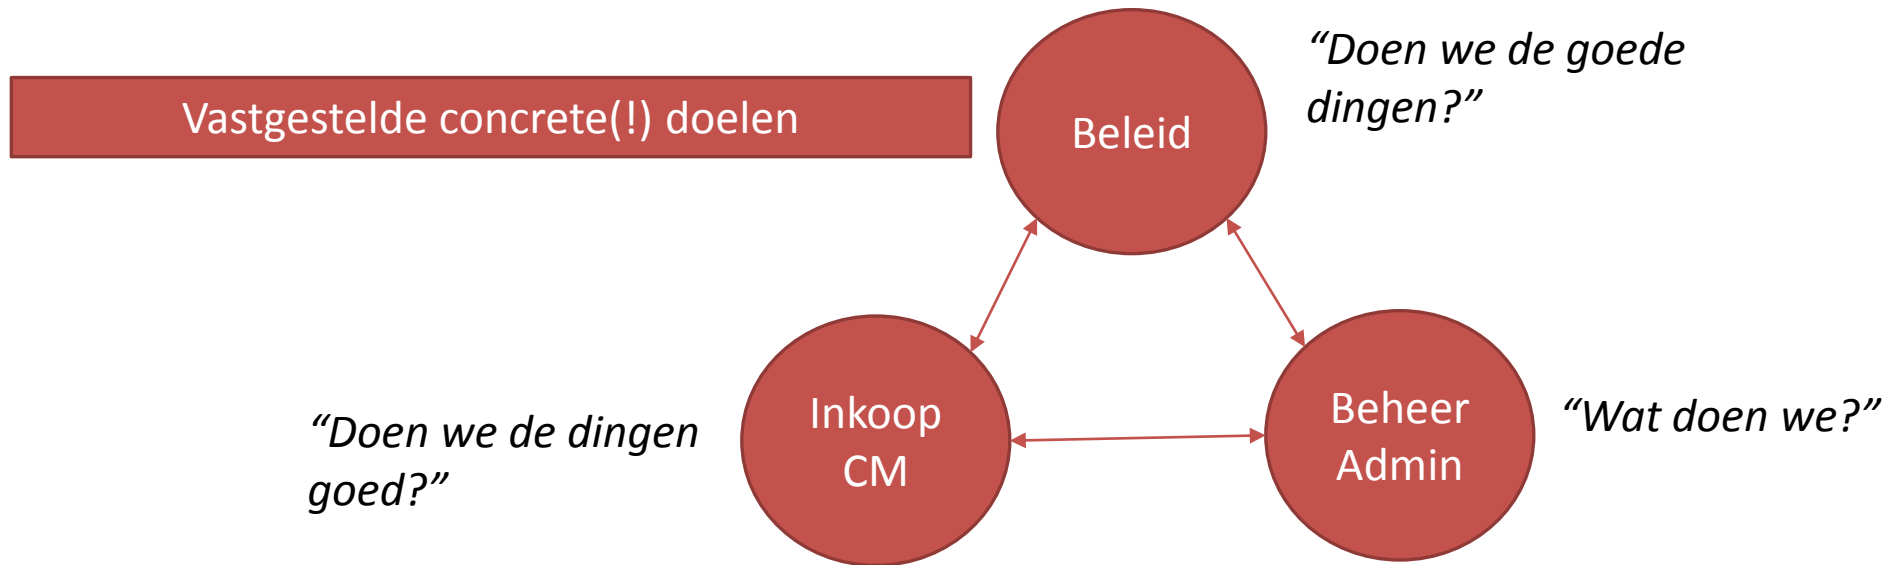 “Doen we de goede
dingen?”
Vastgestelde concrete(!) doelen
Beleid
“Doen we de dingen
goed?”
Inkoop
CM
Beheer
Admin
“Wat doen we?”